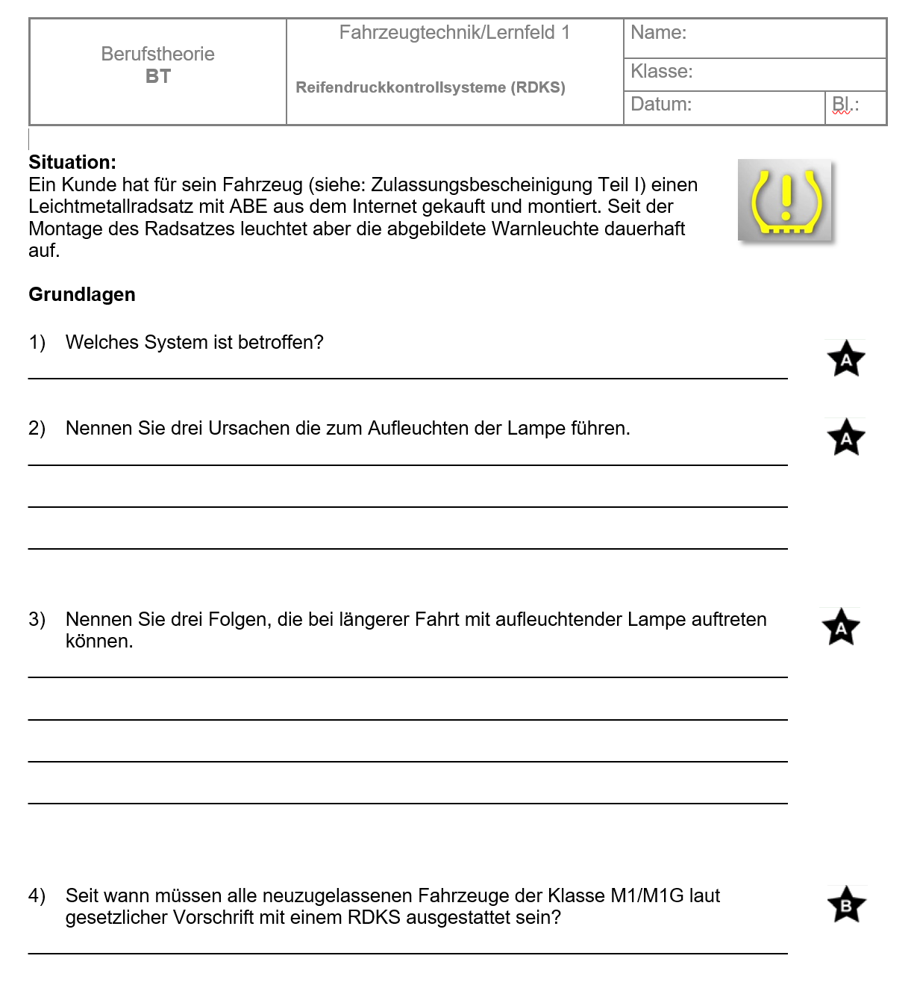 Berufstheorie
BT
Fahrzeugtechnik/Lernfeld 1
Reifendruckkontrollsysteme (RDKS)
Name:
Klasse:
Datum:
Bl.:
Situation:
Ein Kunde hat für sein Fahrzeug (siehe: Zulassungsbescheinigung Teil I) einen
Leichtmetallradsatz mit ABE aus dem Internet gekauft und montiert. Seit der
Montage des Radsatzes leuchtet aber die abgebildete Warnleuchte dauerhaft
auf.
Grundlagen
1) Welches System ist betroffen?
A
2) Nennen Sie drei Ursachen die zum Aufleuchten der Lampe führen.
A
3) Nennen Sie drei Folgen, die bei längerer Fahrt mit aufleuchtender Lampe auftreten
können.
A
4) Seit wann müssen alle neuzugelassenen Fahrzeuge der Klasse M1/M1G laut
gesetzlicher Vorschrift mit einem RDKS ausgestattet sein?
B